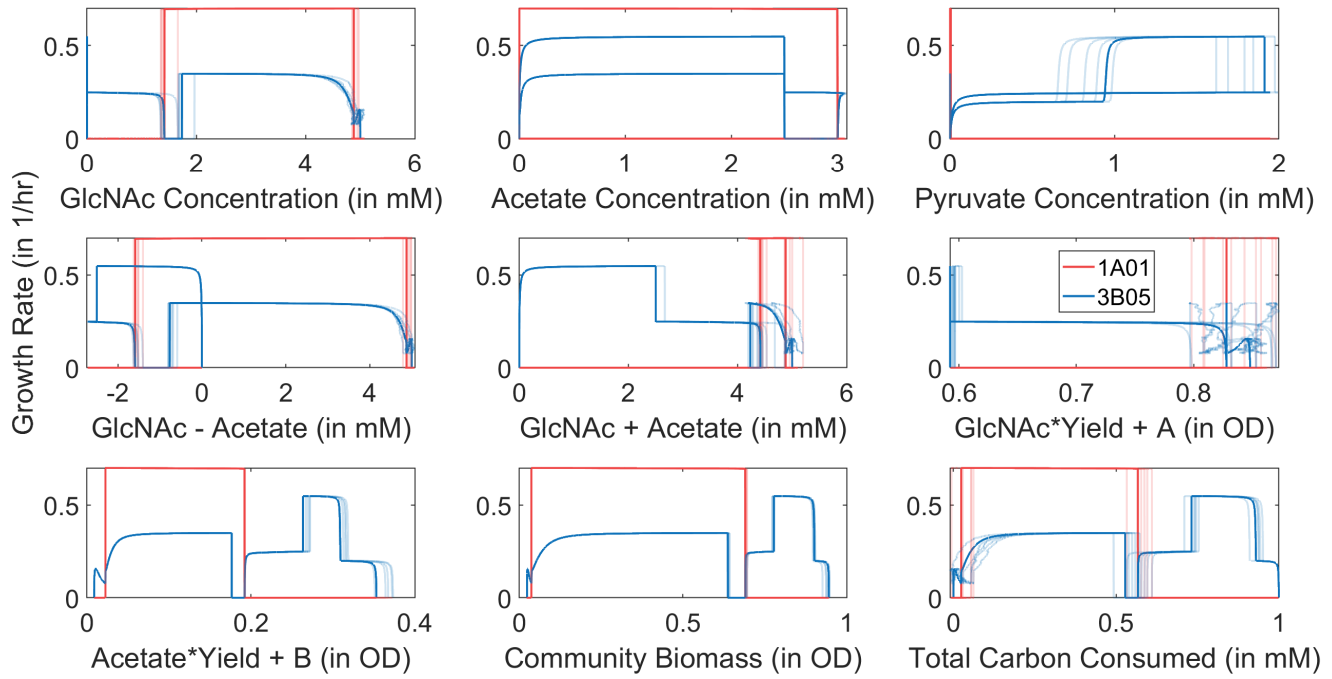 Growth Rate (in 1/hr)
0.5
0
0 2 4 6
GlcNAc Concentration (in mM)
0.5
0
0 1 2 3
Acetate Concentration (in mM)
0.5
0
0 1 2
Pyruvate Concentration (in mM)
0.5
0
-2 0 2 4
GlcNAc - Acetate (in mM)
0.5
0
0 2 4 6
GlcNAc + Acetate (in mM)
0.5
0
1A01
3B05
0.6 0.7 0.8
GlcNAc*Yield + A (in OD)
0.5
0
0 0.2 0.4
Acetate*Yield + B (in OD)
0.5
0
0 0.5 1
Community Biomass (in OD)
0.5
0
0 0.5 1
Total Carbon Consumed (in mM)